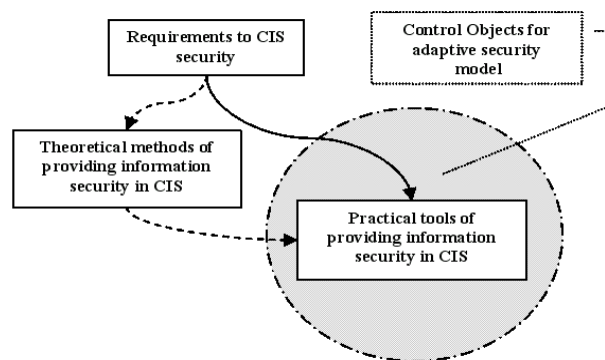 Requirements to CIS
security
Control Objects for
adaptive security
model
Theoretical methods of
providing information
security in CIS
Practical tools of
providing information
security in CIS